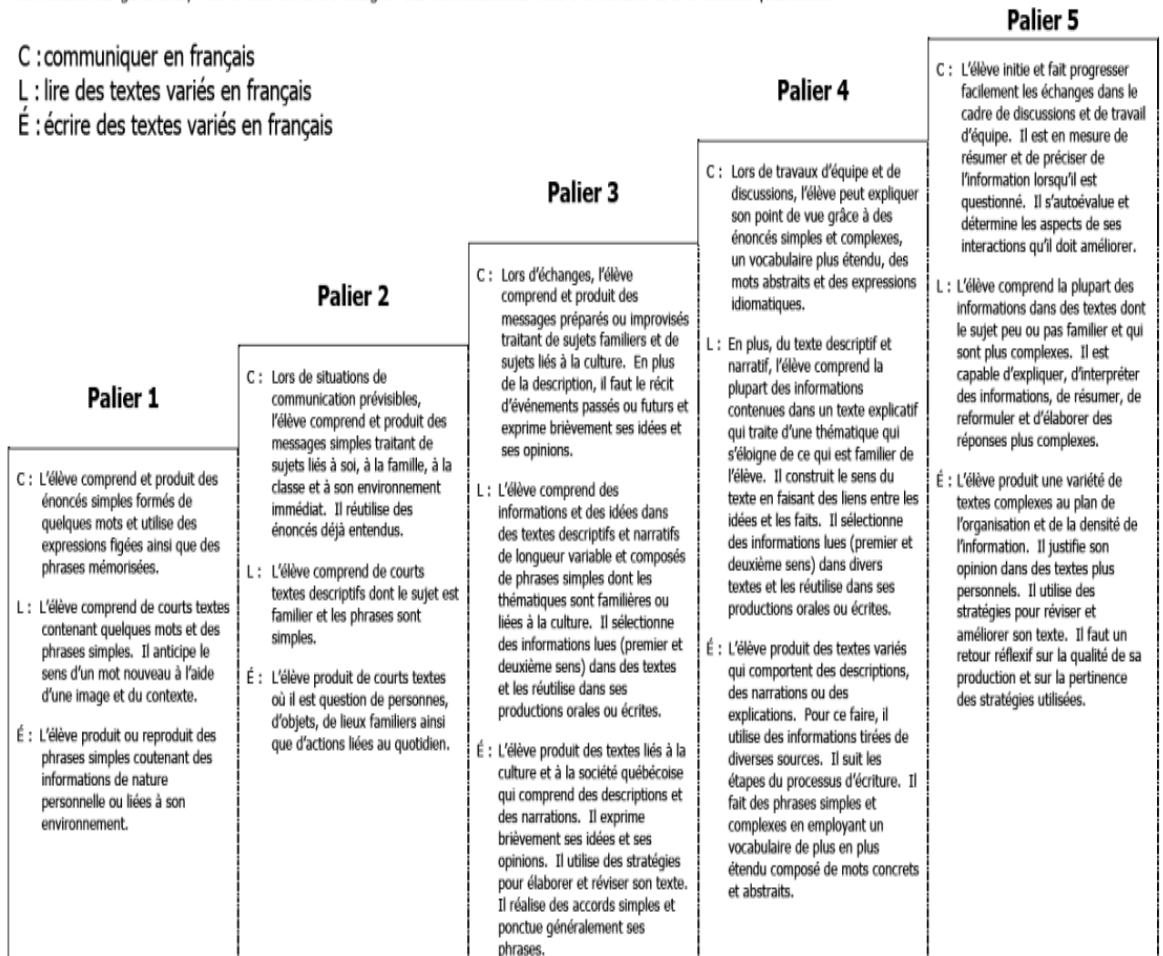 C : communiquer en français
L : lire des textes variés en français
É : écrire des textes variés en français
Palier 1
C : L'élève comprend et produit des
énoncés simples formés de
quelques mots et utilise des
expressions figées ainsi que des
phrases mémorisées.
L : L'élève comprend de courts textes
contenant quelques mots et des
phrases simples. Il anticipe le
sens d'un mot nouveau à l'aide
d'une image et du contexte.
É : L'élève produit ou reproduit des
phrases simples coutenant des
informations de nature
personnelle ou liées à son
environnement.
Palier 2
C : Lors de situations de
communication prévisibles,
l'élève comprend et produit des
messages simples traitant de
sujets liés à soi, à la famille, à la
classe et à son environnement
immédiat. Il réutilise des
énoncés déjà entendus.
L : L'élève comprend de courts
textes descriptifs dont le sujet est
familier et les phrases sont
simples.
É : L'élève produit de courts textes
où il est question de personnes,
d'objets, de lieux familiers ainsi
que d'actions liées au quotidien.
Palier 3
C : Lors d'échanges, l'élève
comprend et produit des
messages préparés ou improvisés
traitant de sujets familiers et de
sujets liés à la culture. En plus
de la description, il faut le récit
d'événements passés ou futurs et
exprime brièvement ses idées et
ses opinions.
L : L'élève comprend des
informations et des idées dans
des textes descriptifs et narratifs
de longueur variable et composés
de phrases simples dont les
thématiques sont familières ou
liées à la culture. Il sélectionne
des informations lues (premier et
deuxième sens) dans des textes
et les réutilise dans ses
productions orales ou écrites.
É : L'élève produit des textes liés à la
culture et à la société québécoise
qui comprend des descriptions et
des narrations. Il exprime
brièvement ses idées et ses
opinions. Il utilise des stratégies
pour élaborer et réviser son texte.
Il réalise des accords simples et
ponctue généralement ses
phrases.
Palier 4
C : Lors de travaux d'équipe et de
discussions, l'élève peut expliquer
son point de vue grâce à des
énoncés simples et complexes,
un vocabulaire plus étendu, des
mots abstraits et des expressions
idiomatiques.
L : En plus, du texte descriptif et
narratif, l'élève comprend la
plupart des informations
contenues dans un texte explicatif
qui traite d'une thématique qui
s'éloigne de ce qui est familier de
l'élève. Il construit le sens du
texte en faisant des liens entre les
idées et les faits. Il sélectionne
des informations lues (premier et
deuxième sens) dans divers
textes et les réutilise dans ses
productions orales ou écrites.
É : L'élève produit des textes variés
qui comportent des descriptions,
des narrations ou des
explications. Pour ce faire, il
utilise des informations tirées de
diverses sources. Il suit les
étapes du processus d'écriture. Il
fait des phrases simples et
complexes en employant un
vocabulaire de plus en plus
étendu composé de mots concrets
et abstraits.
Palier 5
C : L'élève initie et fait progresser
facilement les échanges dans le
cadre de discussions et de travail
d'équipe. Il est en mesure de
résumer et de préciser de
l'information lorsqu'il est
questionné. Il s'autoévalue et
détermine les aspects de ses
interactions qu'il doit améliorer.
L : L'élève comprend la plupart des
informations dans des textes dont
le sujet peu ou pas familier et qui
sont plus complexes. Il est
capable d'expliquer, d'interpréter
des informations, de résumer, de
reformuler et d'élaborer des
réponses plus complexes.
É : L'élève produit une variété de
textes complexes au plan de
l'organisation et de la densité de
l'information. Il justifie son
opinion dans des textes plus
personnels. Il utilise des
stratégies pour réviser et
améliorer son texte. Il faut un
retour réflexif sur la qualité de sa
production et sur la pertinence
des stratégies utilisées.